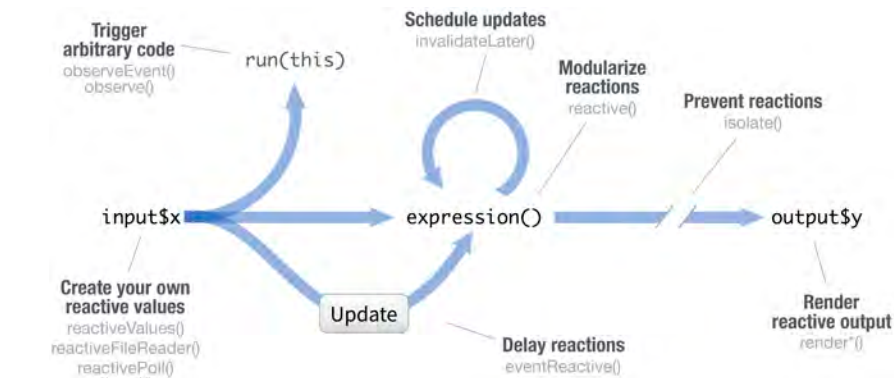 Trigger
arbitrary code
observeEvent()
observe()
run(this)
Schedule updates
invalidateLater()
Modularize
reactions
reactive()
Prevent reactions
isolate()
input$x
expression()
output$y
Create your own
reactive values
reactiveValues()
reactiveFileReader()
reactivePoll()
Update
Delay reactions
eventReactive()
Render
reactive output
render*()